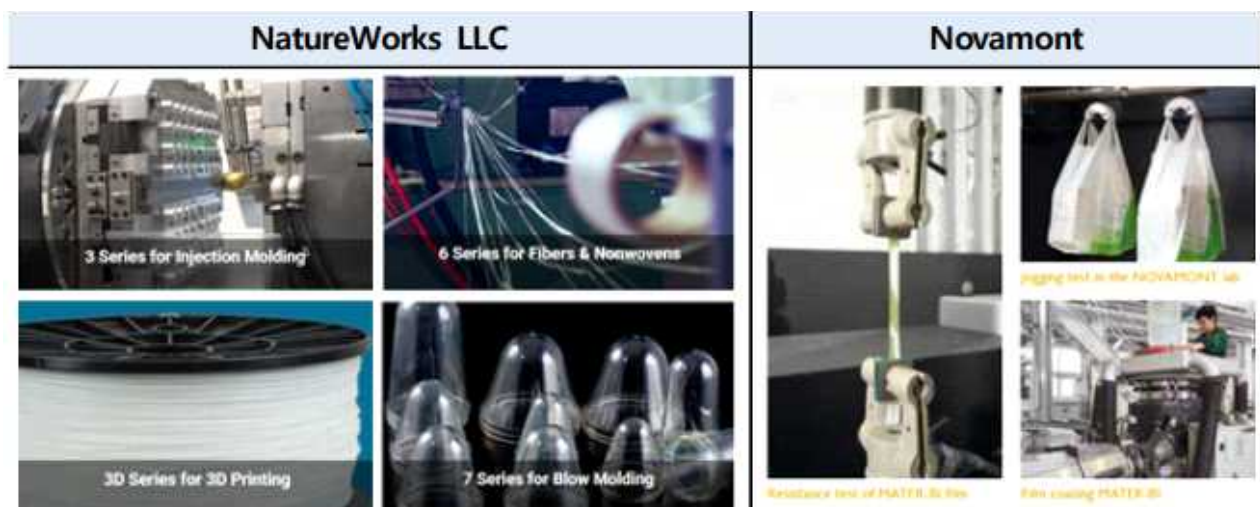 NatureWorks LLC
Novamont
3 Series for Injection Molding
6 Series for Fibers & Nonwovens
3D Series for 3D Printing
7 Series for Blow Molding
Jogging test in the NOVAMONT lab
Resistance test of MATER-BI film
Film coating MATER-BI